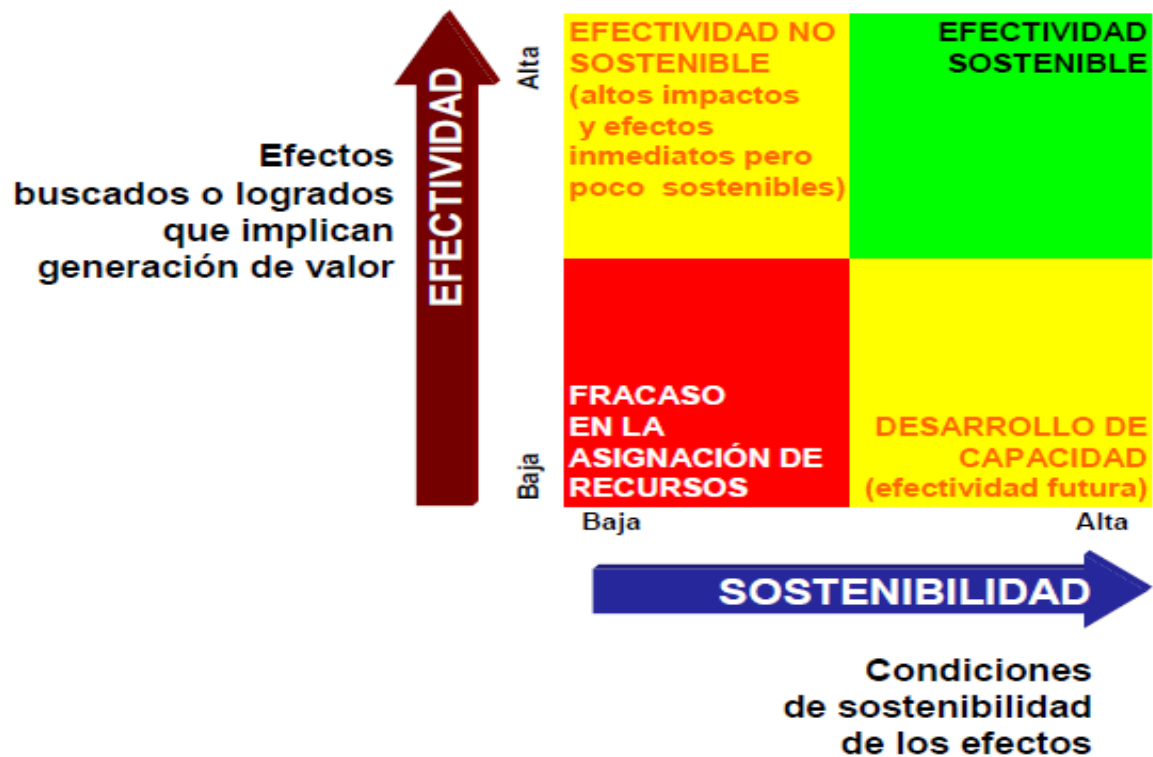 Efectos
buscados o logrados
que implican
generación de valor
EFECTIVIDAD
Alta
Baja
EFECTIVIDAD NO
SOSTENIBLE
(altos impactos
y efectos
inmediatos pero
poco sostenibles)
EFECTIVIDAD
SOSTENIBLE
FRACASO
EN LA
ASIGNACIÓN DE
RECURSOS
DESARROLLO DE
CAPACIDAD
(efectividad futura)
Baja
Alta
SOSTENIBILIDAD
Condiciones
de sostenibilidad
de los efectos